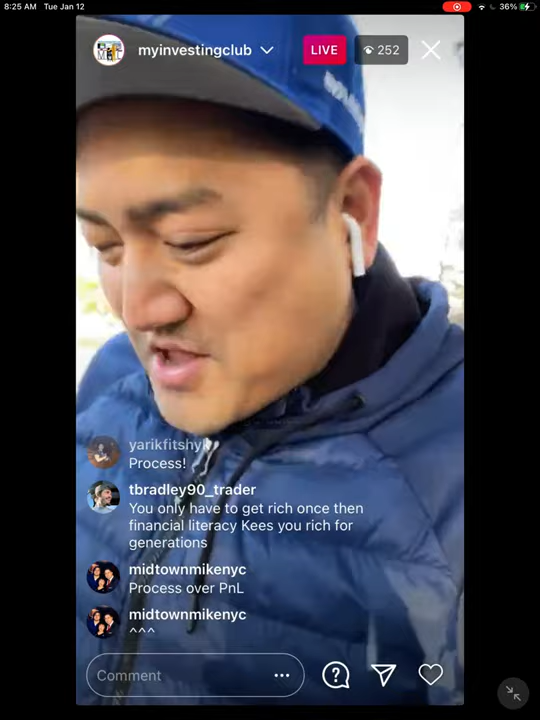 8:25 AM Tue Jan 12
36%
myinvestingclub
LIVE
252
yarikfitshyk
Process!
tbradley90_trader
You only have to get rich once then
financial literacy Kees you rich for
generations
midtownmikenyc
Process over PnL
midtownmikenyc
^^^
Comment